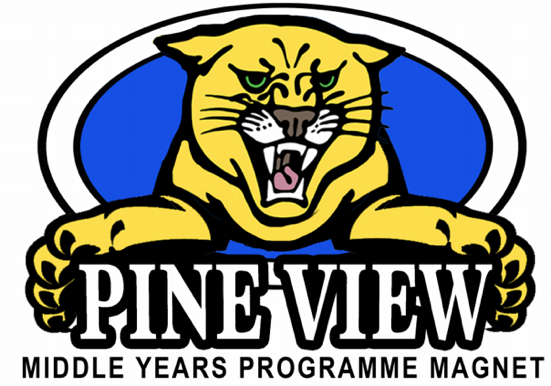 PINE VIEW
MIDDLE YEARS PROGRAMME MAGNET